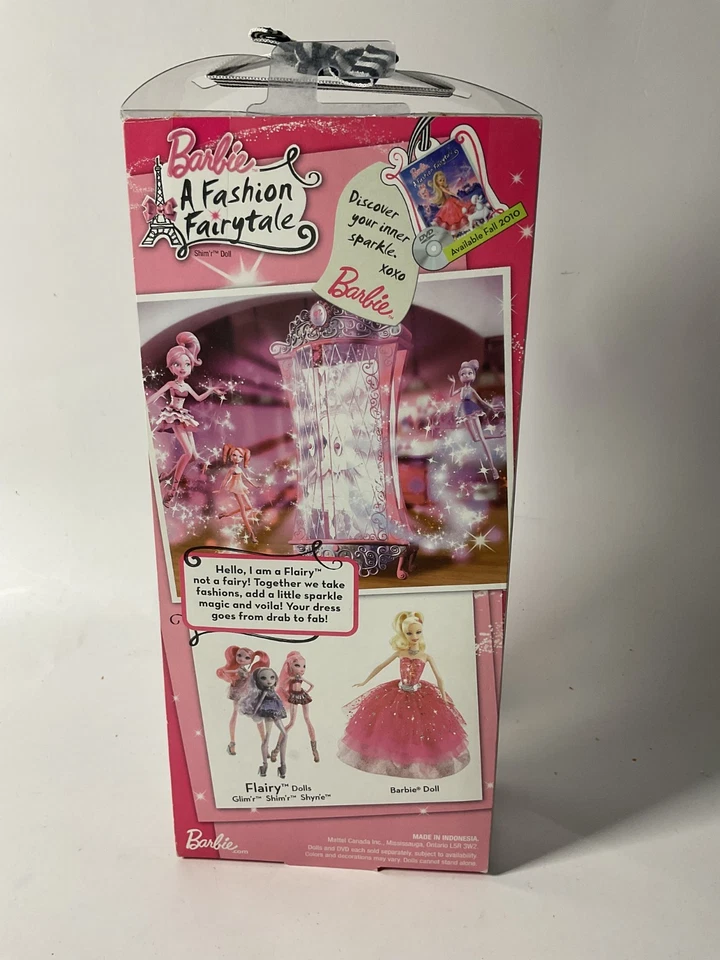 Barbie™
A Fashion
Fairytale
Shim'r™ Doll
Discover
your inner
sparkle.
xoxo
Barbie™
DVD
Available Fall 2010
Hello, I am a Flairy™
not a fairy! Together we take
fashions, add a little sparkle
magic and voila! Your dress
goes from drab to fab!
Flairy™ Dolls
Glim'r™ Shim'r™ Shyn'e™
Barbie® Doll
Barbie.com
MADE IN INDONESIA.
Mattel Canada Inc., Mississauga, Ontario L5R 3W2.
Dolls and DVD each sold separately, subject to availability.
Colors and decorations may vary. Dolls cannot stand alone.